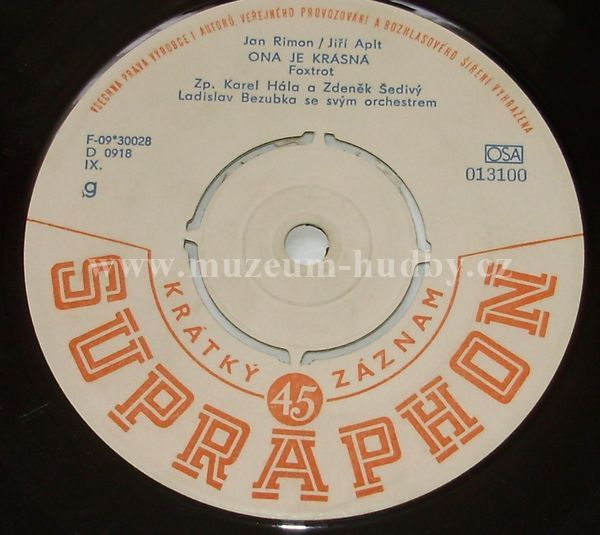 VŠECHNA PRÁVA VÝROBCE I AUTORŮ, VEŘEJNÉHO PROVOZOVÁNÍ A ROZHLASOVÉHO ŠÍŘENÍ VYHRAŽENA
Jan Rimon / Jiří Aplt
ONA JE KRÁSNÁ
Foxtrot
Zp. Karel Hála a Zdeněk Šedivý
Ladislav Bezubka se svým orchestrem
F-09*30028
D 0918
IX.
g
OSA
013100
www.muzeum-hudby.cz
KRÁTKÝ 45 ZÁZNAM
SUPRAPHON